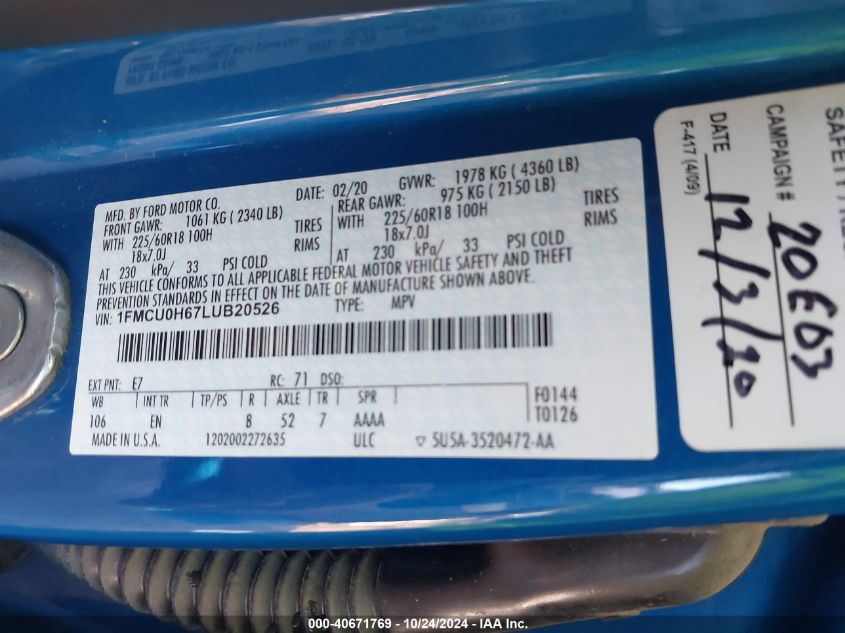 MFD. BY FORD MOTOR CO.
DATE: 02/20 GVWR: 1978 KG ( 4360 LB)
FRONT GAWR: 1061 KG ( 2340 LB)
WITH 225/60R18 100H TIRES
18x7.0J RIMS
AT 230 kPa/ 33 PSI COLD
REAR GAWR: 975 KG ( 2150 LB)
WITH 225/60R18 100H TIRES
18x7.0J RIMS
AT 230 kPa/ 33 PSI COLD
THIS VEHICLE CONFORMS TO ALL APPLICABLE FEDERAL MOTOR VEHICLE SAFETY AND THEFT
PREVENTION STANDARDS IN EFFECT ON THE DATE OF MANUFACTURE SHOWN ABOVE.
VIN: 1FMCU0H67LUB20526 TYPE: MPV
EXT PNT: E7 RC: 71 DSO:
WB INT TR TP/PS R AXLE TR SPR F0144
106 EN 8 52 7 AAAA T0126
MADE IN U.S.A. 1202002272635 ULC 5U5A-3520472-AA
CAMPAIGN # 20E03
DATE 12/3/20
F-417 (4/09)
000-40671769 - 10/24/2024 - IAA Inc.